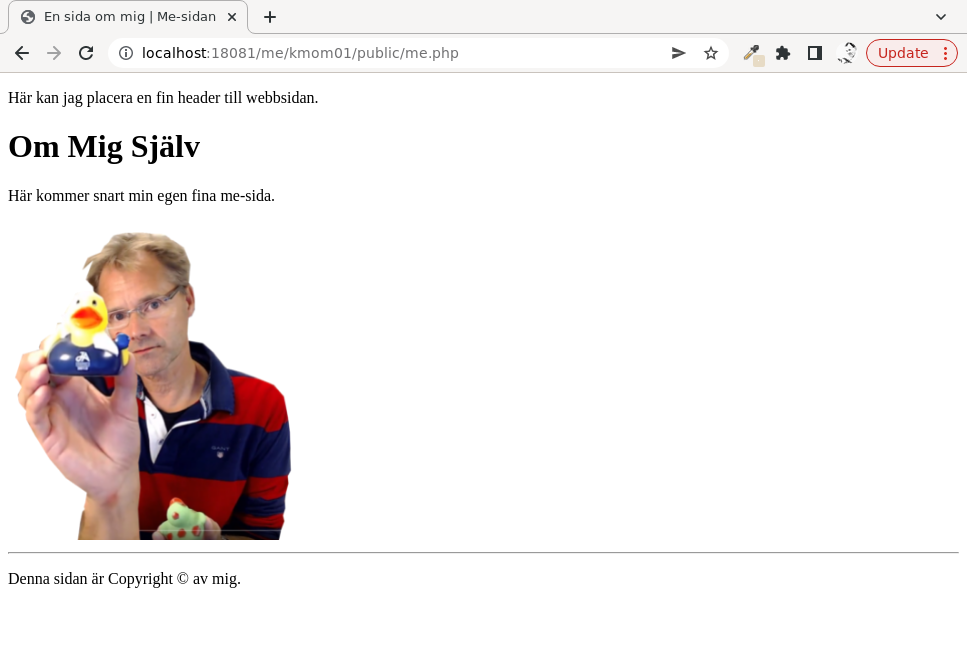 En sida om mig | Me-sidan
localhost:18081/me/kmom01/public/me.php
Update
Här kan jag placera en fin header till webbsidan.
Om Mig Själv
Här kommer snart min egen fina me-sida.
GANT
Denna sidan är Copyright © av mig.